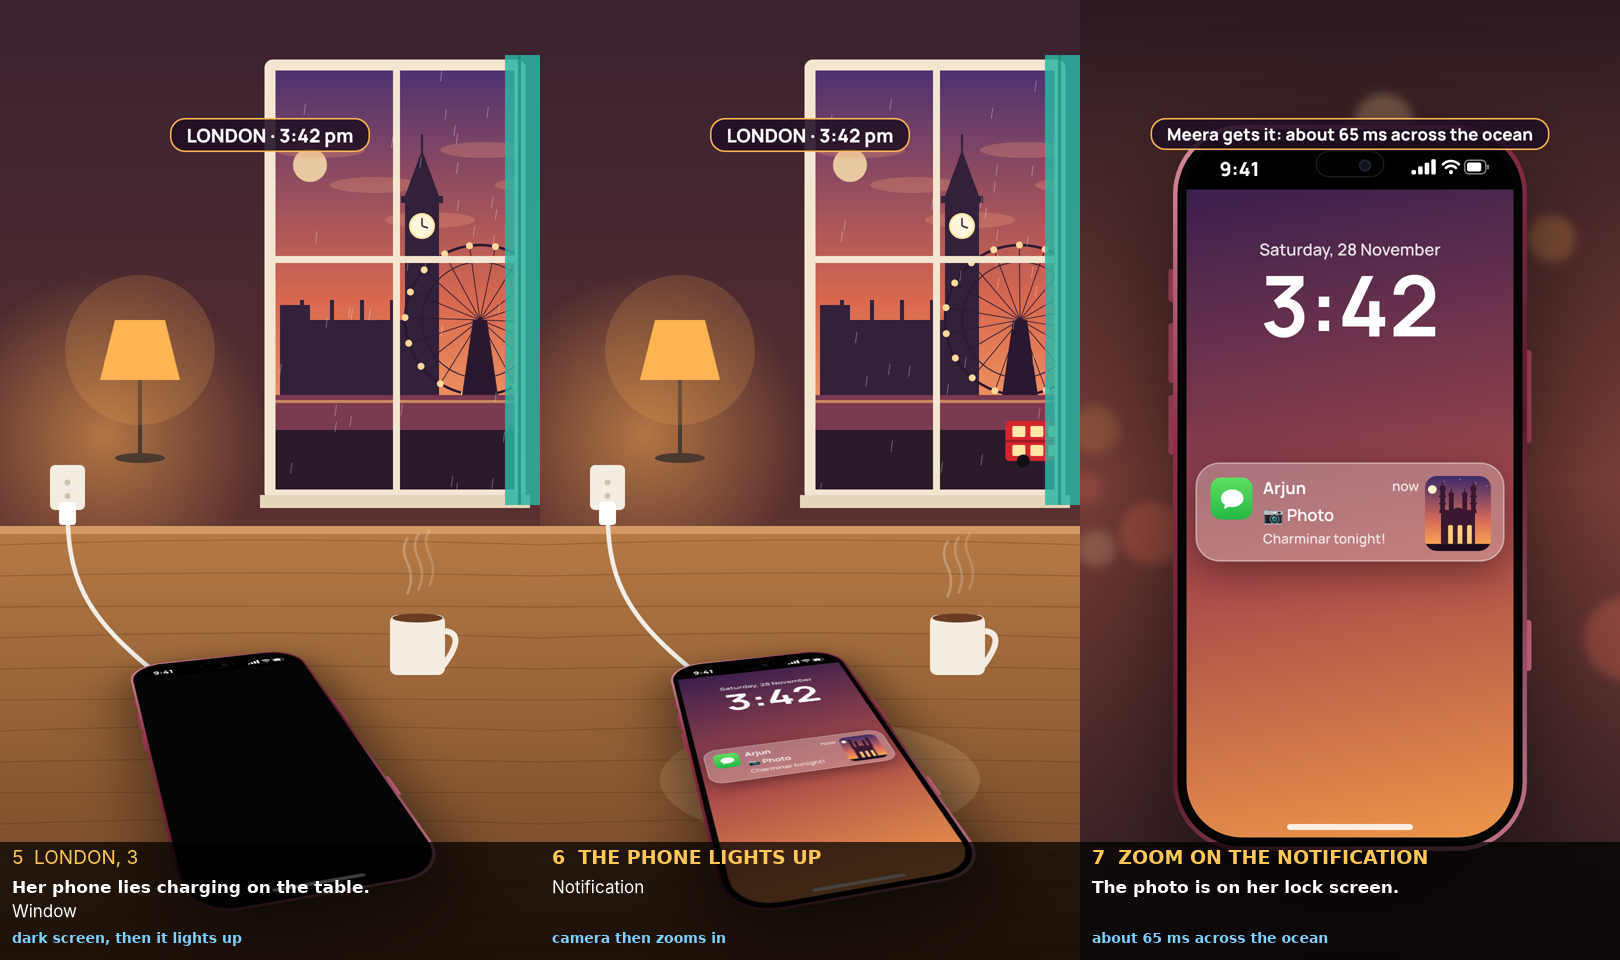 LONDON · 3:42 pm
9:41
5 LONDON, 3
Her phone lies charging on the table.
Window
dark screen, then it lights up
LONDON · 3:42 pm
9:41
Saturday, 28 November
3:42
Arjun
now
Photo
Charminar tonight!
6 THE PHONE LIGHTS UP
Notification
camera then zooms in
Meera gets it: about 65 ms across the ocean
9:41
Saturday, 28 November
3:42
Arjun
now
📷 Photo
Charminar tonight!
7 ZOOM ON THE NOTIFICATION
The photo is on her lock screen.
about 65 ms across the ocean